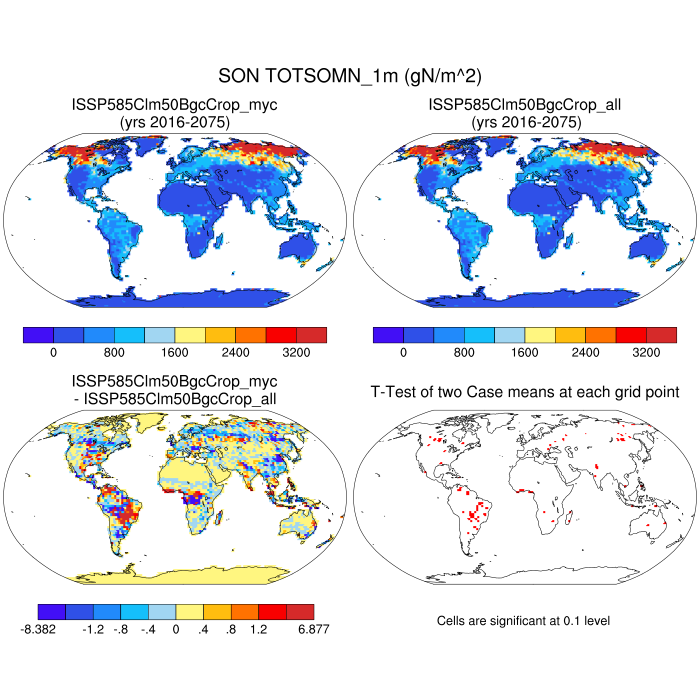 SON TOTSOMN_1m (gN/m^2)
ISSP585Clm50BgcCrop_myc
(yrs 2016-2075)
ISSP585Clm50BgcCrop_all
(yrs 2016-2075)
0 800 1600 2400 3200
0 800 1600 2400 3200
ISSP585Clm50BgcCrop_myc
- ISSP585Clm50BgcCrop_all
T-Test of two Case means at each grid point
-8.382 -1.2 -.8 -.4 0 .4 .8 1.2 6.877
Cells are significant at 0.1 level